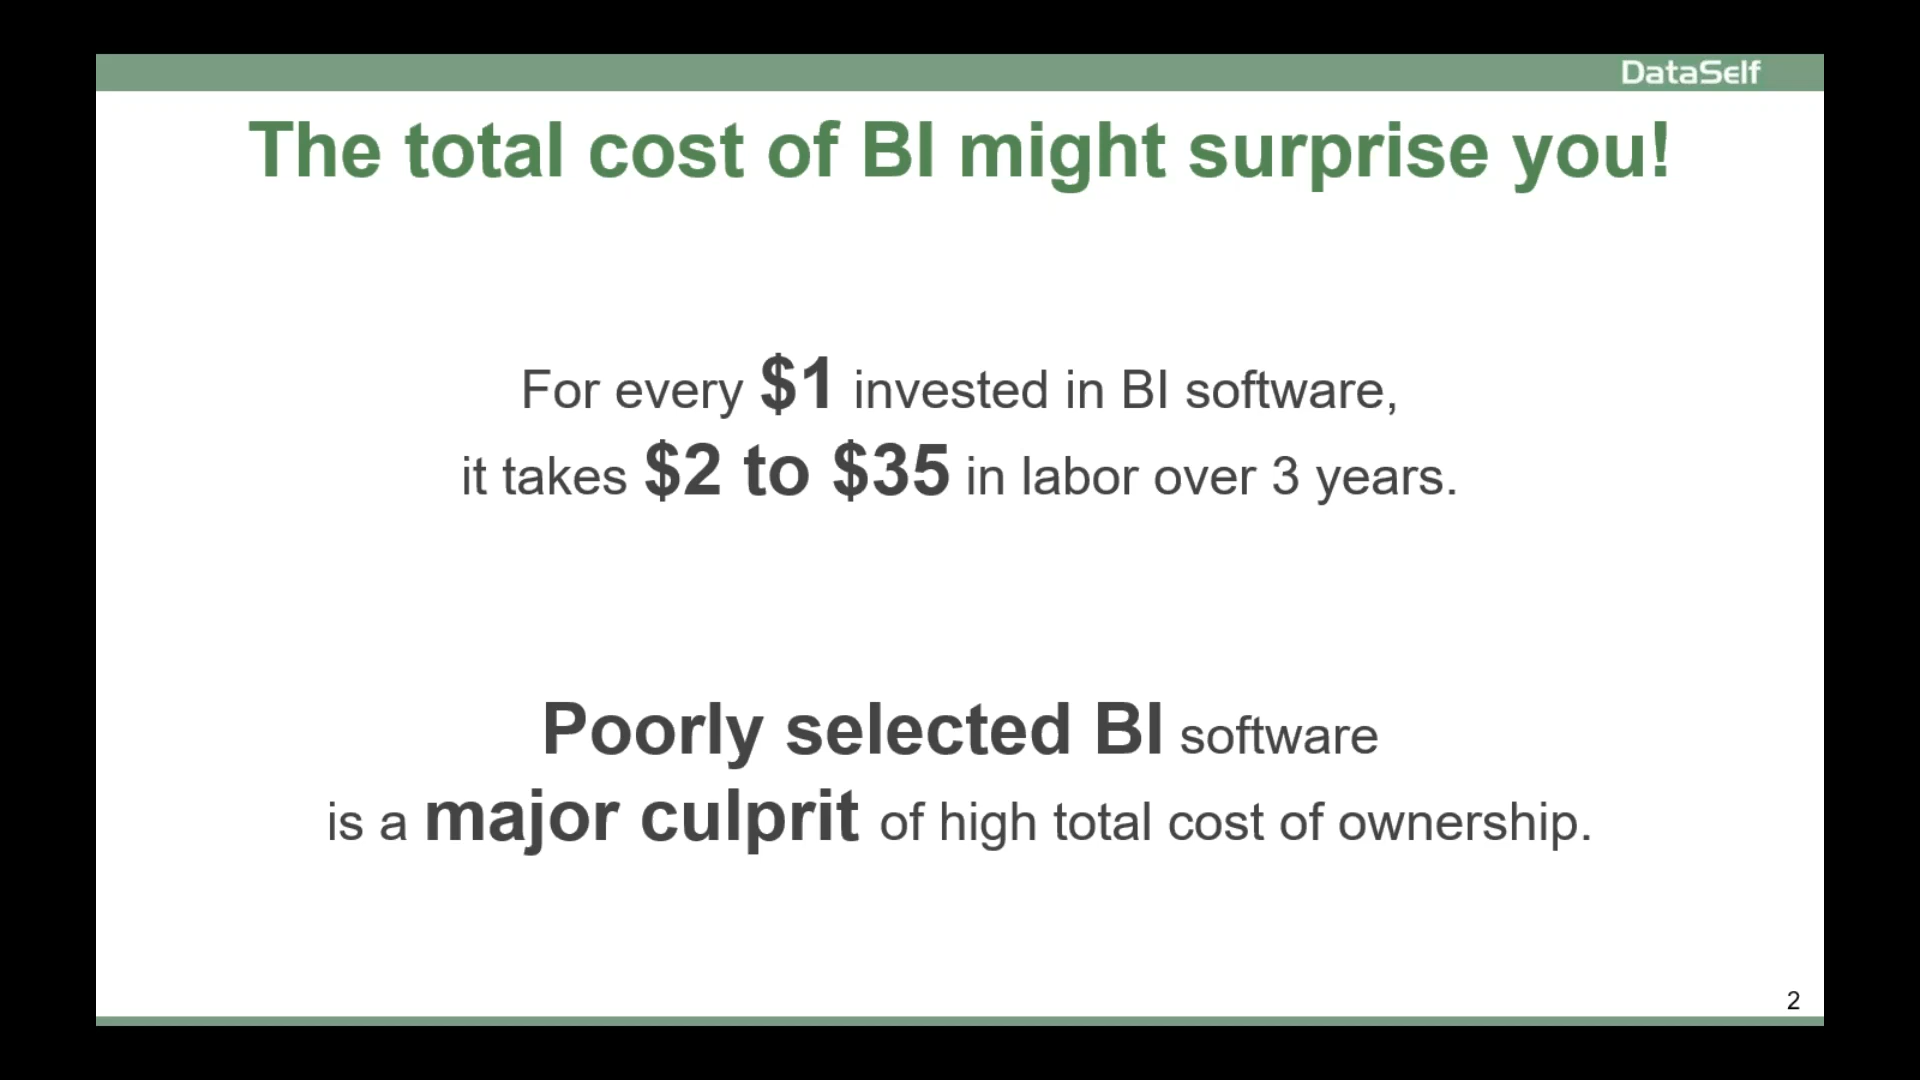 DataSelf
The total cost of BI might surprise you!
For every $1 invested in BI software,
it takes $2 to $35 in labor over 3 years.
Poorly selected BI software
is a major culprit of high total cost of ownership.
2